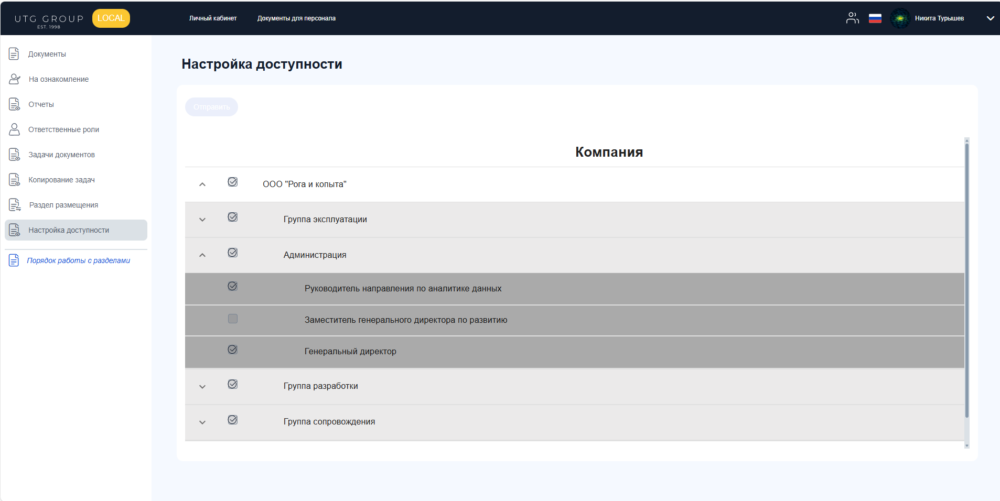 UTG GROUP
EST. 1998
LOCAL
Личный кабинет
Документы для персонала
Никита Турышев
Документы
На ознакомление
Отчеты
Ответственные роли
Задачи документов
Копирование задач
Раздел размещения
Настройка доступности
Порядок работы с разделами
Настройка доступности
Отправить
Компания
ООО "Рога и копыта"
Группа эксплуатации
Администрация
Руководитель направления по аналитике данных
Заместитель генерального директора по развитию
Генеральный директор
Группа разработки
Группа сопровождения